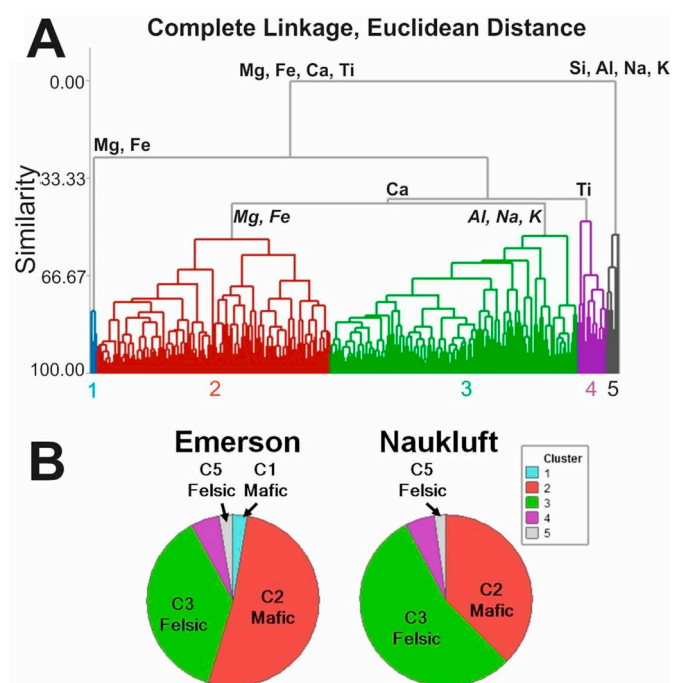 A
Complete Linkage, Euclidean Distance
Mg, Fe, Ca, Ti
Si, Al, Na, K
0.00
Mg, Fe
33.33
Ca
Ti
Mg, Fe
Al, Na, K
Similarity
66.67
100.00
1
2
3
4
5
B
Emerson
Naukluft
C5
Felsic
C1
Mafic
C5
Felsic
Cluster
1
2
3
4
5
C3
Felsic
C2
Mafic
C3
Felsic
C2
Mafic